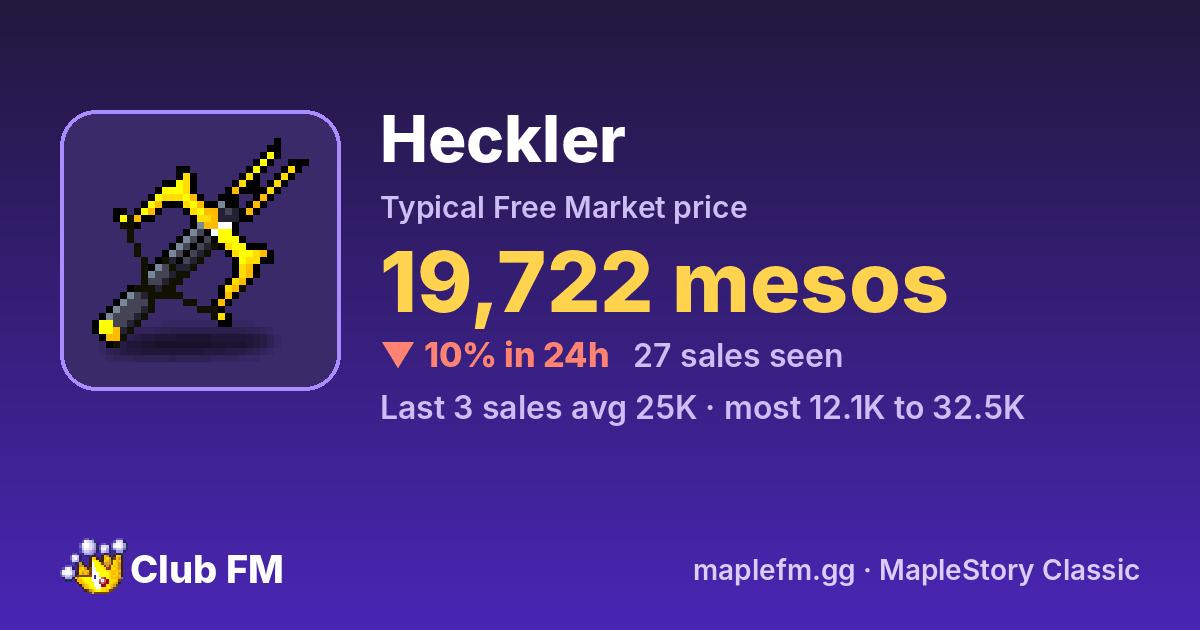 Heckler
Typical Free Market price
19,722 mesos
▼ 10% in 24h 27 sales seen
Last 3 sales avg 25K · most 12.1K to 32.5K
Club FM
maplefm.gg · MapleStory Classic